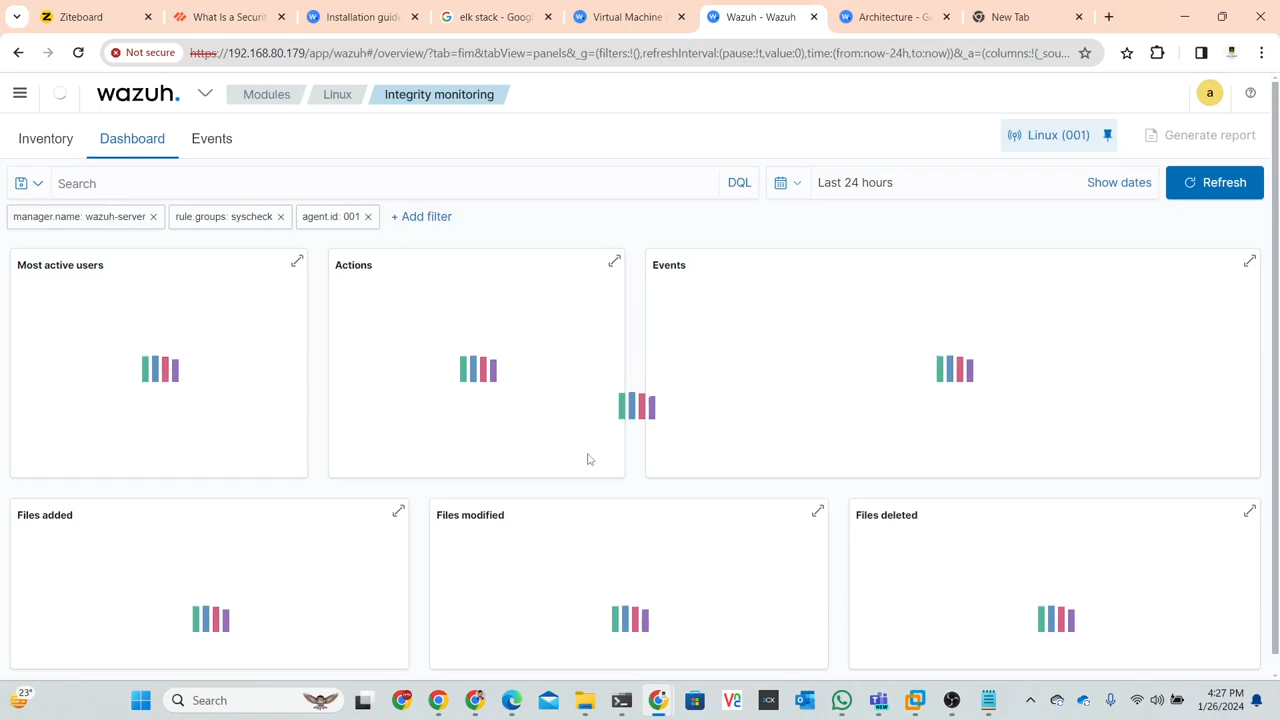 Ziteboard
What Is a Securit
Installation guide
elk stack - Goog
Virtual Machine
Wazuh - Wazuh
Architecture - Ge
New Tab
Not secure
https://192.168.80.179/app/wazuh#/overview/?tab=fim&tabView=panels&_g=(filters:!(),refreshInterval:(pause:!t,value:0),time:(from:now-24h,to:now))&_a=(columns:!(_sou...
wazuh.
Modules
Linux
Integrity monitoring
a
Inventory
Dashboard
Events
Linux (001)
Generate report
Search
DQL
Last 24 hours
Show dates
Refresh
manager.name: wazuh-server
rule.groups: syscheck
agent.id: 001
+ Add filter
Most active users
Actions
Events
Files added
Files modified
Files deleted
23°
Search
4:27 PM
1/26/2024